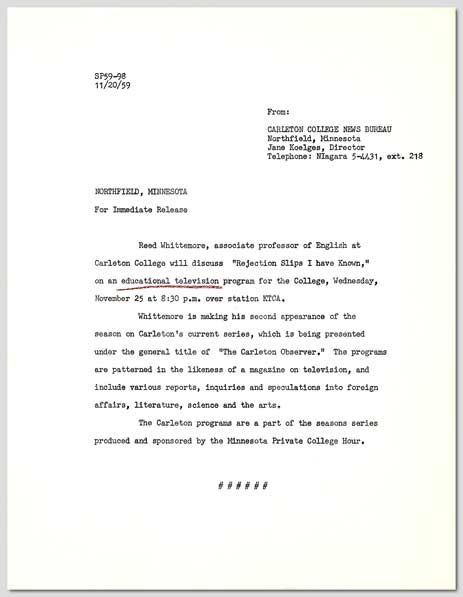 SP59-98
11/20/59
From:
CARLETON COLLEGE NEWS BUREAU
Northfield, Minnesota
Jane Koelges, Director
Telephone: NIagara 5-4431, ext. 218
NORTHFIELD, MINNESOTA
For Immediate Release
Reed Whittemore, associate professor of English at
Carleton College will discuss "Rejection Slips I have Known,"
on an educational television program for the College, Wednesday,
November 25 at 8:30 p.m. over station KTCA.
Whittemore is making his second appearance of the
season on Carleton's current series, which is being presented
under the general title of "The Carleton Observer." The programs
are patterned in the likeness of a magazine on television, and
include various reports, inquiries and speculations into foreign
affairs, literature, science and the arts.
The Carleton programs are a part of the seasons series
produced and sponsored by the Minnesota Private College Hour.
# # # # # #